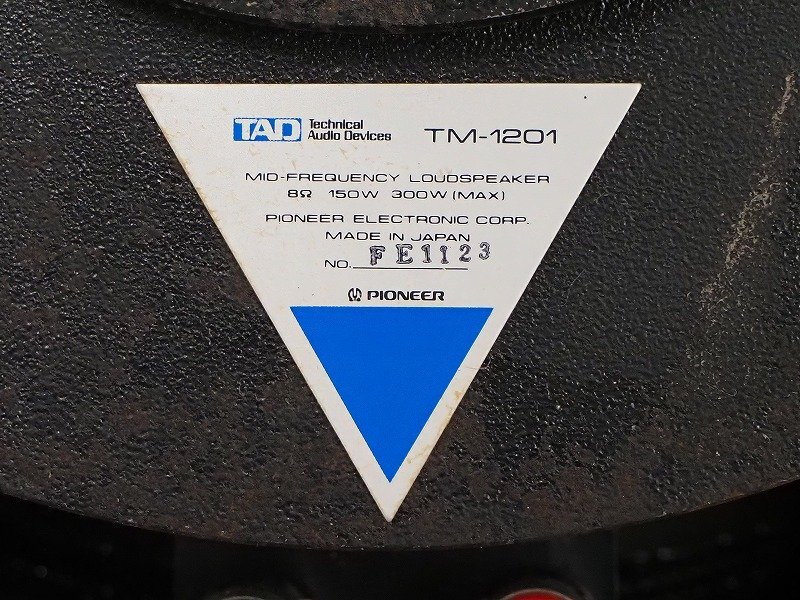 TAD Technical Audio Devices TM-1201
MID-FREQUENCY LOUDSPEAKER
8Ω 150W 300W (MAX)
PIONEER ELECTRONIC CORP.
MADE IN JAPAN
NO. FE1123
PIONEER